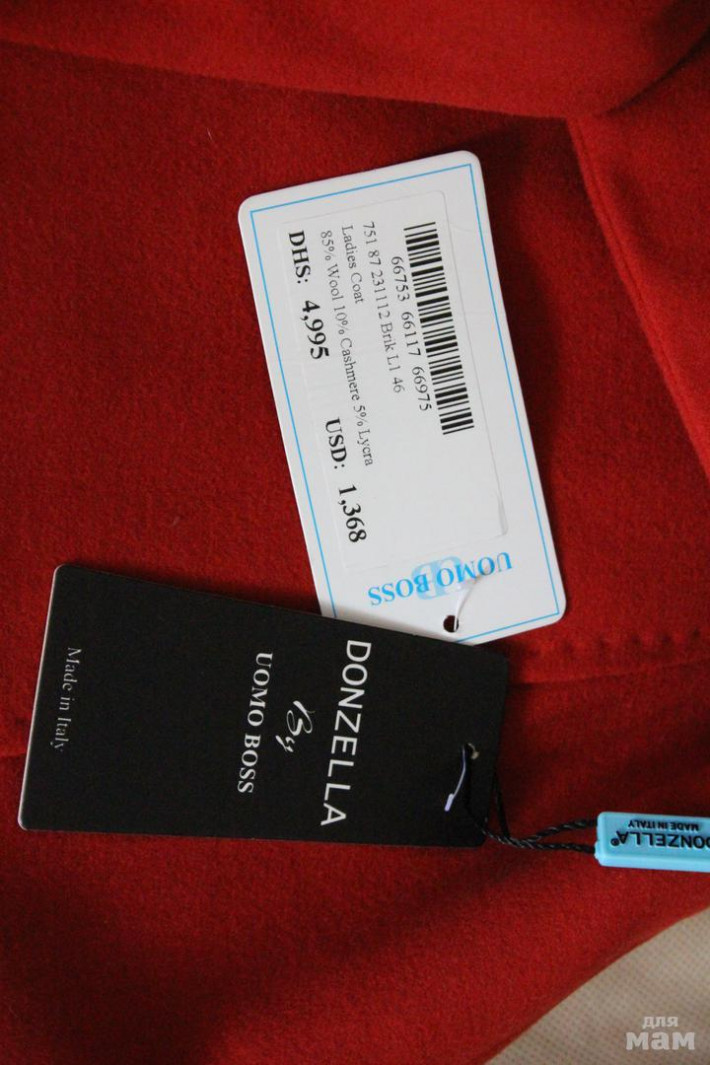 66753 66117 66975
751 87 231112 Brik L1 46
Ladies Coat
85% Wool 10% Cashmere 5% Lycra
DHS: 4,995 USD: 1,368
UOMO BOSS
DONZELLA
By
UOMO BOSS
Made in Italy
DONZELLA®
MADE IN ITALY
для
мам